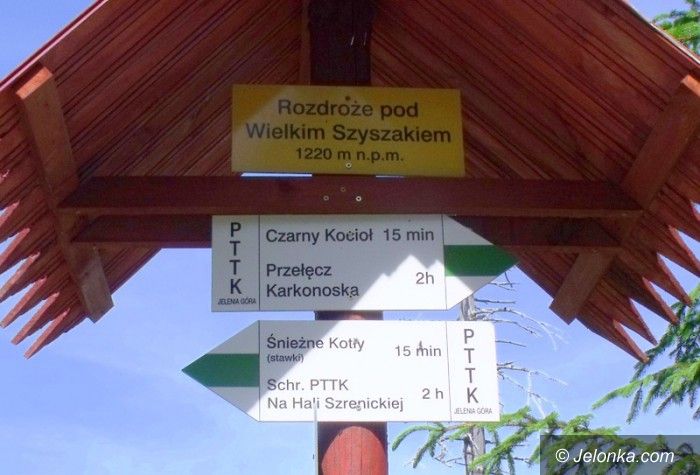 Rozdroże pod
Wielkim Szyszakiem
1220 m n.p.m.
PTTK
JELENIA GÓRA
Czarny Kocioł 15 min
Przełęcz
Karkonoska 2h
Śnieżne Kotły
(stawki) 15 min
Schr. PTTK
Na Hali Szrenickiej 2 h
PTTK
JELENIA GÓRA
© Jelonka.com